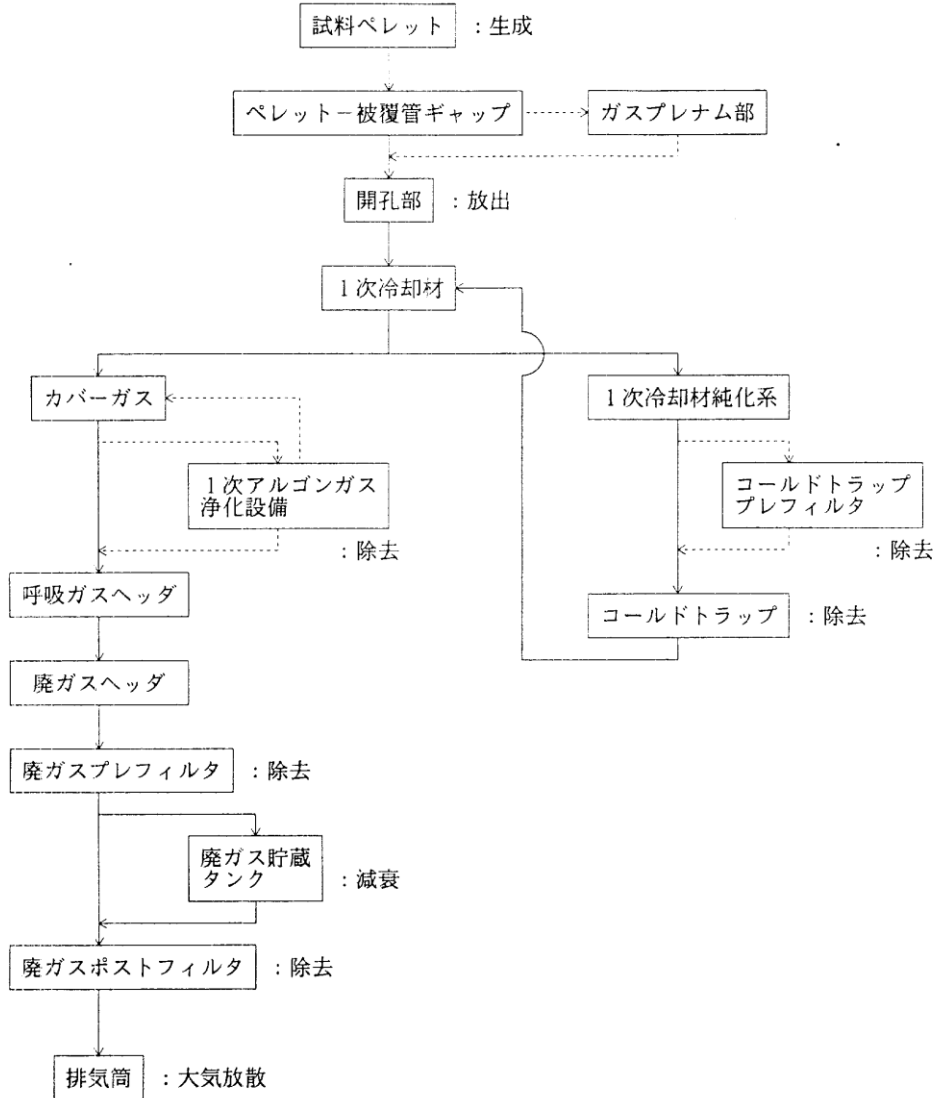 試料ペレット :生成
ペレット－被覆管ギャップ
ガスプレナム部
開孔部 :放出
1次冷却材
カバーガス
1次冷却材純化系
1次アルゴンガス
浄化設備
:除去
コールドトラップ
プレフィルタ
:除去
呼吸ガスヘッダ
コールドトラップ :除去
廃ガスヘッダ
廃ガスプレフィルタ :除去
廃ガス貯蔵
タンク
:減衰
廃ガスポストフィルタ :除去
排気筒 :大気放散